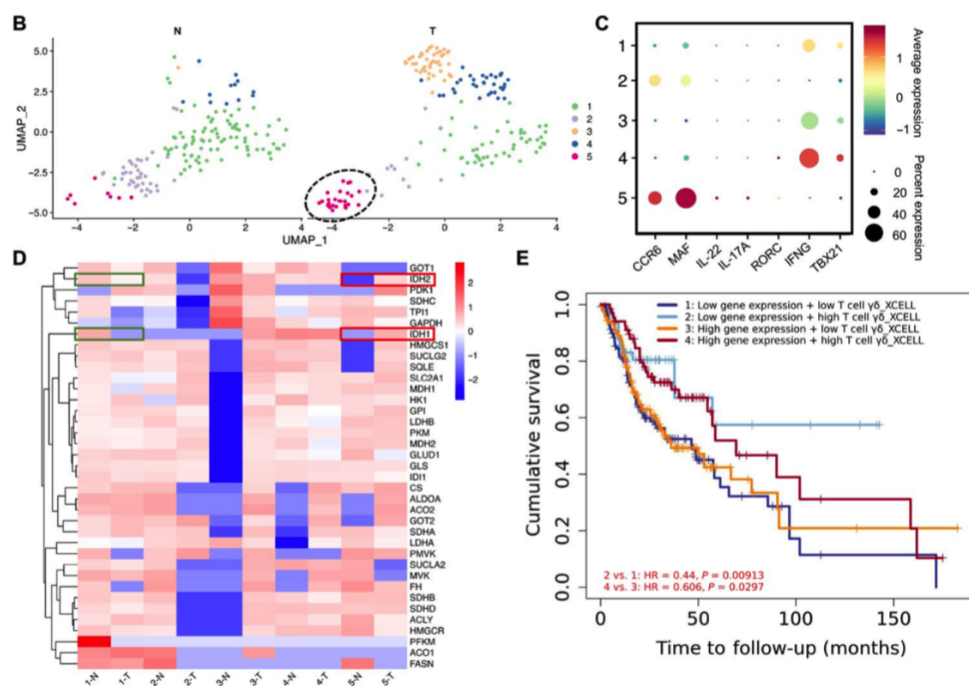 B
N
T
UMAP_2
5.0
2.5
0.0
-2.5
-5.0
-4
-2
0
2
4
-4
-2
0
2
4
UMAP_1
1
2
3
4
5
C
1
2
3
4
5
CCR6
MAF
IL-22
IL-17A
RORC
IFNG
TBX21
Average expression
1
0
-1
Percent expression
0
20
40
60
D
GOT1
IDH2
PDK1
SDHC
TPI1
GAPDH
IDH1
HMGCS1
SUCLG2
SQLE
SLC2A1
MDH1
HK1
GPI
LDHB
PKM
MDH2
GLUD1
GLS
IDI1
CS
ALDOA
ACO2
GOT2
SDHA
LDHA
PMVK
SUCLA2
MVK
FH
SDHB
SDHD
ACLY
HMGCR
PFKM
ACO1
FASN
1-N
1-T
2-N
2-T
3-N
3-T
4-N
4-T
5-N
5-T
2
1
0
-1
-2
E
1: Low gene expression + low T cell γδ_XCELL
2: Low gene expression + high T cell γδ_XCELL
3: High gene expression + low T cell γδ_XCELL
4: High gene expression + high T cell γδ_XCELL
Cumulative survival
1.0
0.8
0.6
0.4
0.2
0.0
2 vs. 1: HR = 0.44, P = 0.00913
4 vs. 3: HR = 0.606, P = 0.0297
0
50
100
150
Time to follow-up (months)